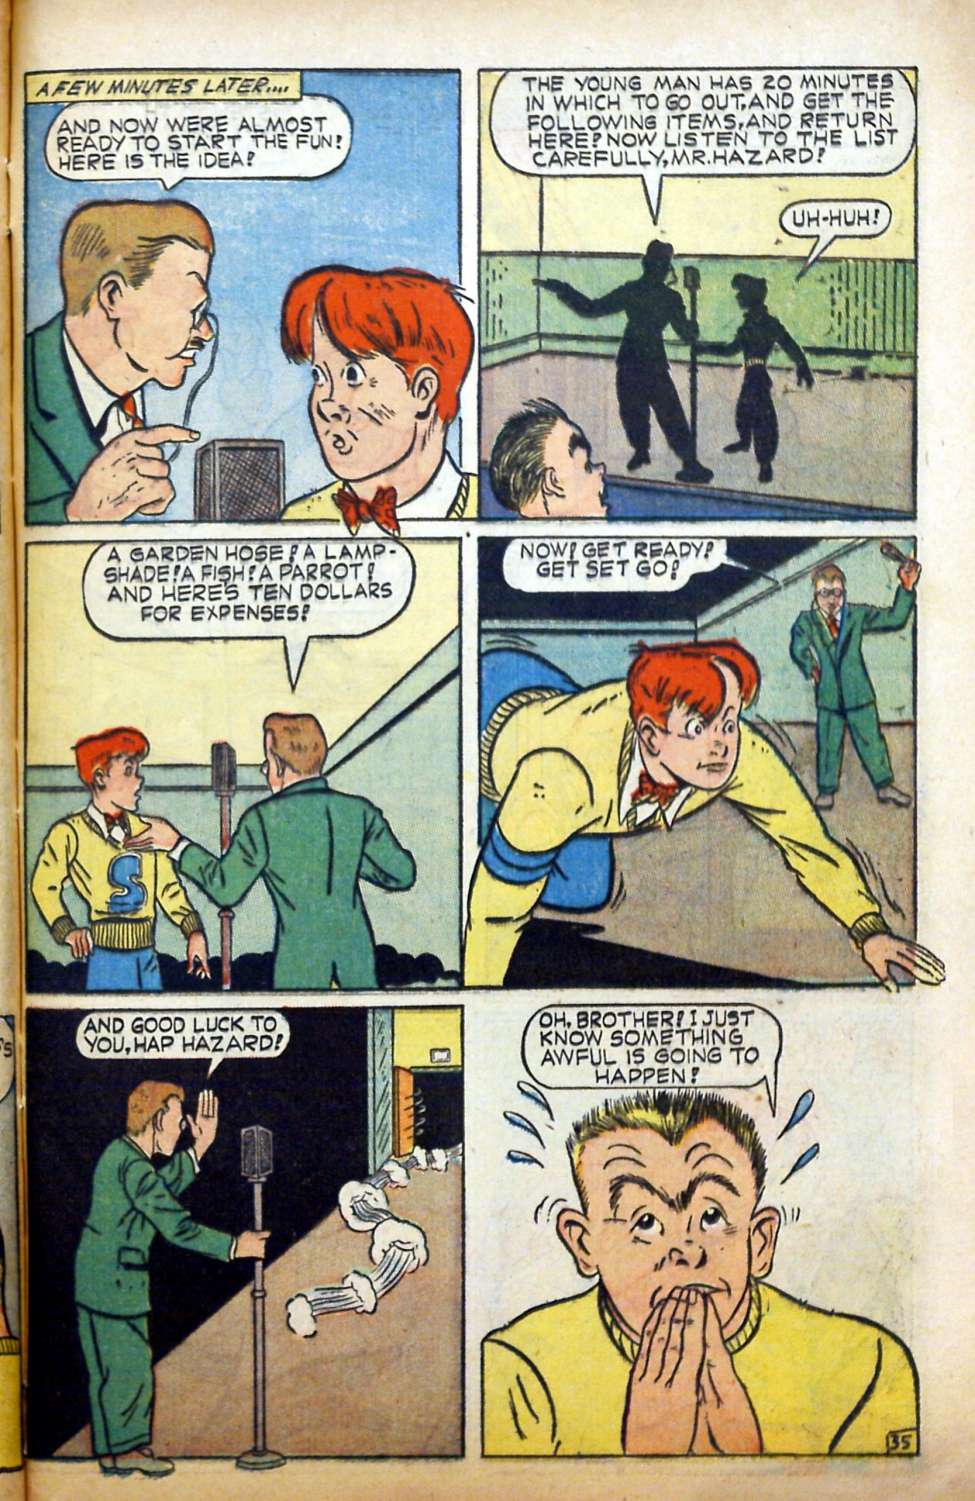 A FEW MINUTES LATER....
AND NOW WERE ALMOST
READY TO START THE FUN!
HERE IS THE IDEA!
THE YOUNG MAN HAS 20 MINUTES
IN WHICH TO GO OUT, AND GET THE
FOLLOWING ITEMS, AND RETURN
HERE! NOW LISTEN TO THE LIST
CAREFULLY, MR. HAZARD!
UH-HUH!
A GARDEN HOSE! A LAMP-
SHADE! A FISH! A PARROT!
AND HERE'S TEN DOLLARS
FOR EXPENSES!
S
NOW! GET READY!
GET SET GO!
AND GOOD LUCK TO
YOU, HAP HAZARD!
OH, BROTHER! I JUST
KNOW SOMETHING
AWFUL IS GOING TO
HAPPEN!
35